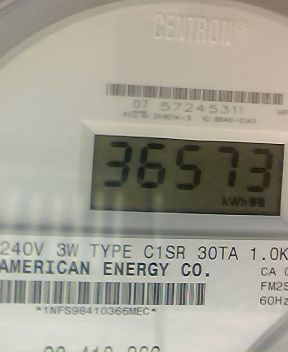 CENTRON®
07 57245311
36573
kWh
240V 3W TYPE C1SR 30TA 1.0K
AMERICAN ENERGY CO.
CA 0
FM2S
60Hz
*1NFS98410366MEC*